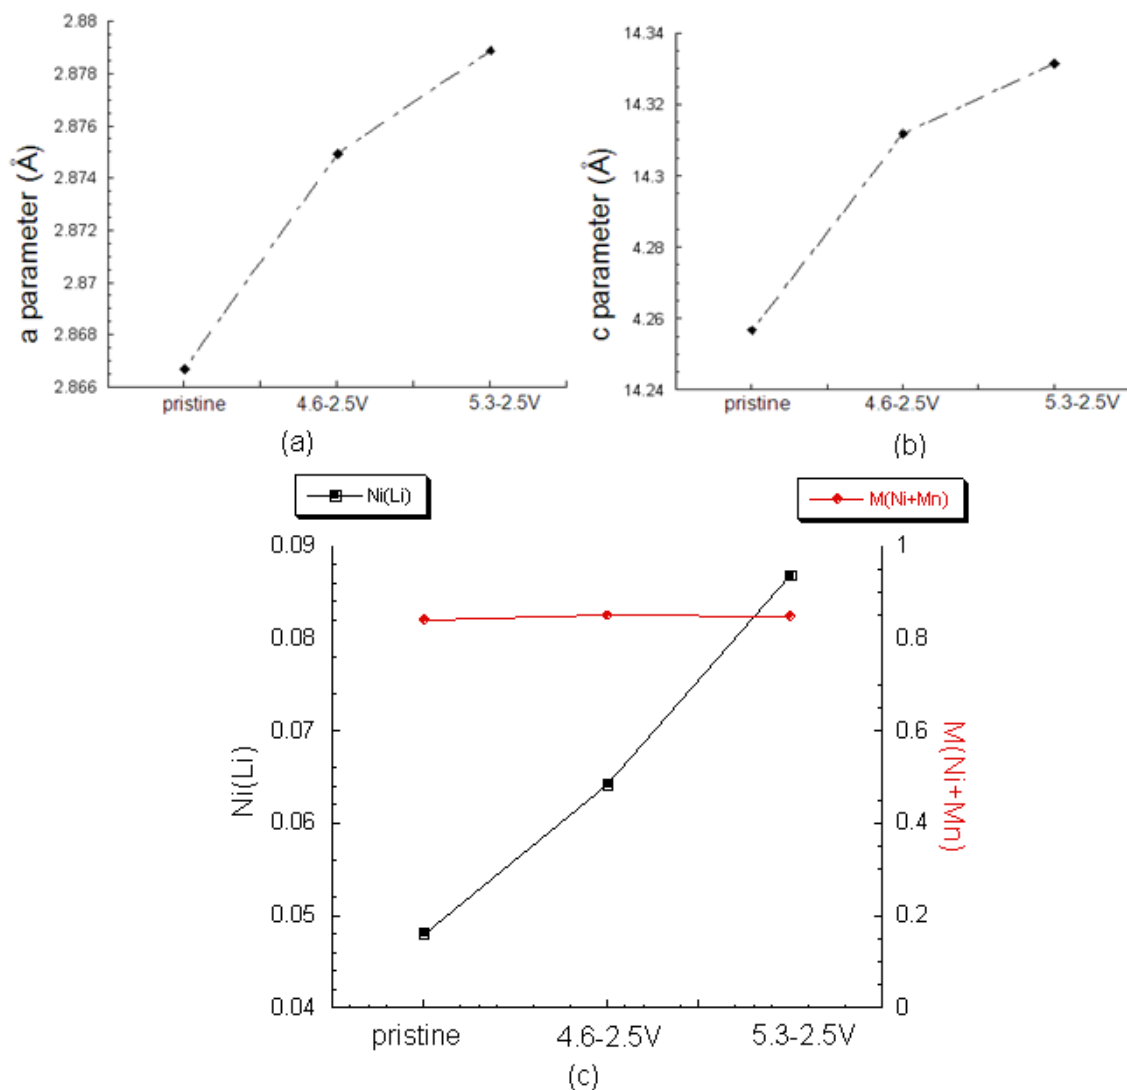 2.88
2.878
2.876
2.874
2.872
2.87
2.868
2.866
a parameter (Å)
pristine
4.6-2.5V
5.3-2.5V
(a)
14.34
14.32
14.3
4.28
4.26
14.24
c parameter (Å)
pristine
4.6-2.5V
5.3-2.5V
(b)
Ni(Li)
M(Ni+Mn)
0.09
0.08
0.07
0.06
0.05
0.04
Ni(Li)
1
0.8
0.6
0.4
0.2
0
M(Ni+Mn)
pristine
4.6-2.5V
5.3-2.5V
(c)